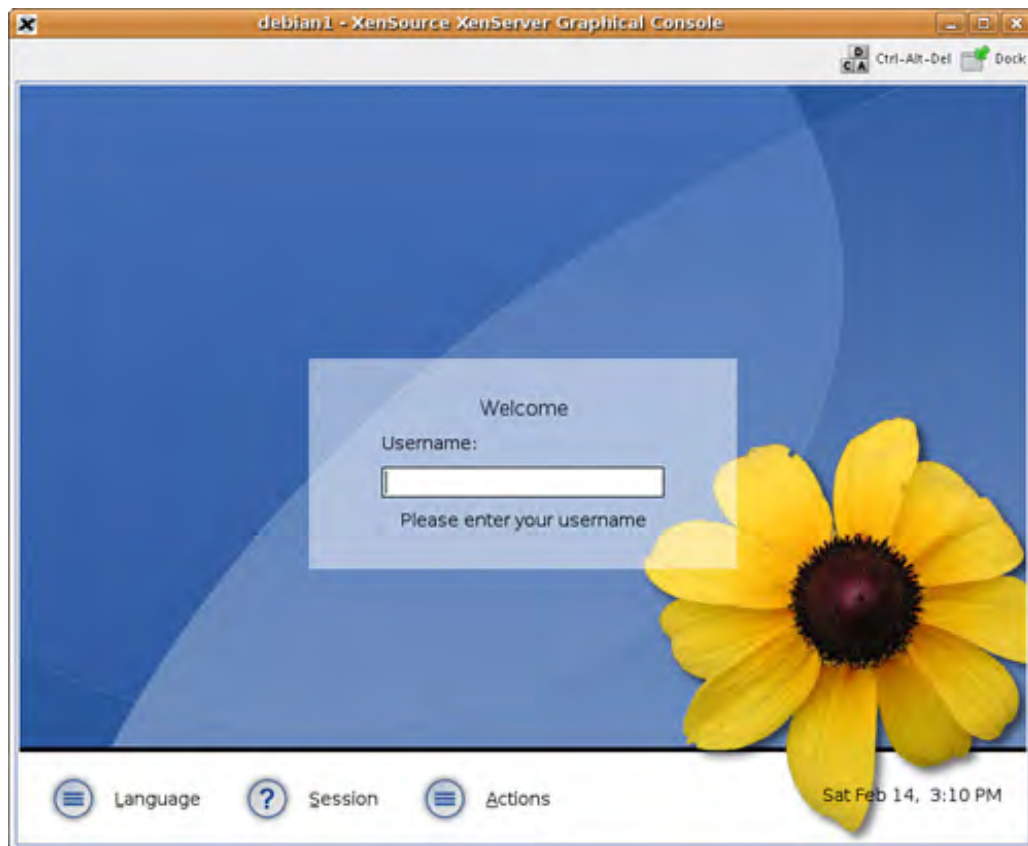 debian1 - XenSource XenServer Graphical Console
D
C A
Ctrl-Alt-Del
Dock
Welcome
Username:
Please enter your username
Language
?
Session
Actions
Sat Feb 14, 3:10 PM